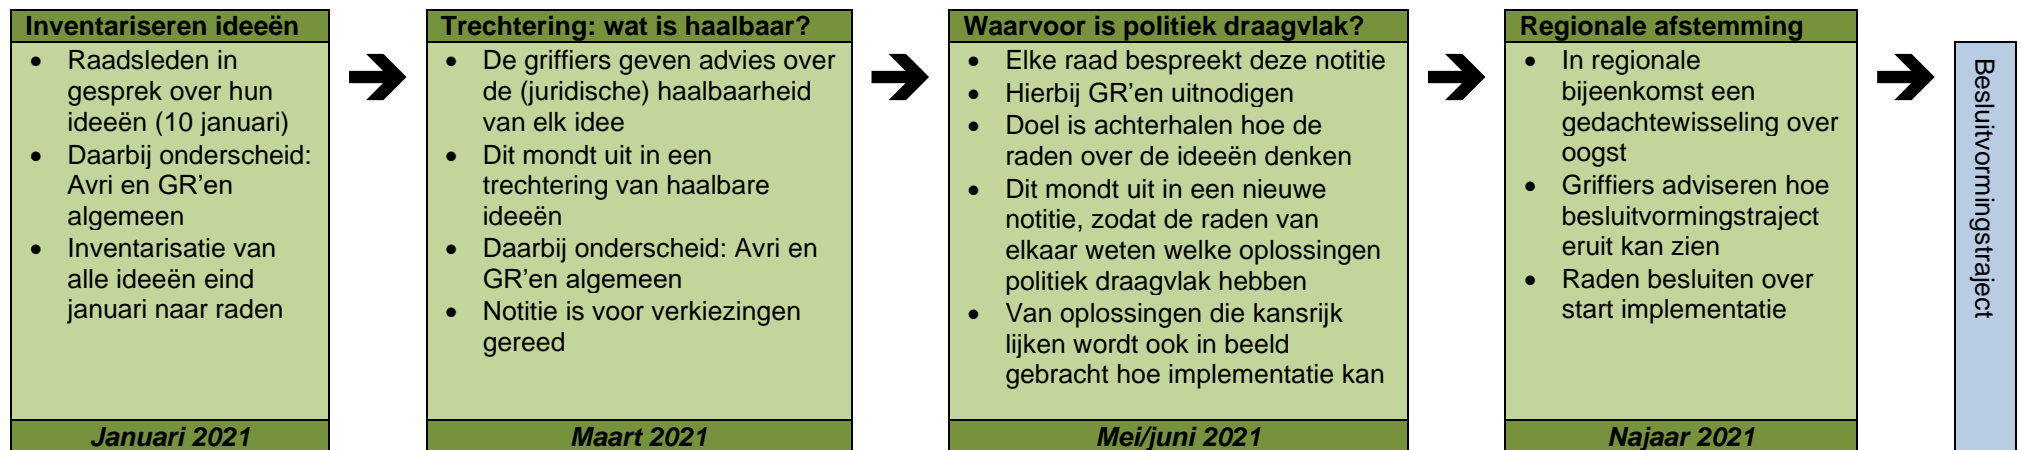 Inventariseren ideeën
• Raadsleden in
gesprek over hun
ideeën (10 januari)
• Daarbij onderscheid:
Avri en GR’en
algemeen
• Inventarisatie van
alle ideeën eind
januari naar raden
Januari 2021
Trechtering: wat is haalbaar?
• De griffiers geven advies over
de (juridische) haalbaarheid
van elk idee
• Dit mondt uit in een
trechtering van haalbare
ideeën
• Daarbij onderscheid: Avri en
GR’en algemeen
• Notitie is voor verkiezingen
gereed
Maart 2021
Waarvoor is politiek draagvlak?
• Elke raad bespreekt deze notitie
• Hierbij GR’en uitnodigen
• Doel is achterhalen hoe de
raden over de ideeën denken
• Dit mondt uit in een nieuwe
notitie, zodat de raden van
elkaar weten welke oplossingen
politiek draagvlak hebben
• Van oplossingen die kansrijk
lijken wordt ook in beeld
gebracht hoe implementatie kan
Mei/juni 2021
Regionale afstemming
• In regionale
bijeenkomst een
gedachtewisseling over
oogst
• Griffiers adviseren hoe
besluitvormingstraject
eruit kan zien
• Raden besluiten over
start implementatie
Najaar 2021
Besluitvormingstraject